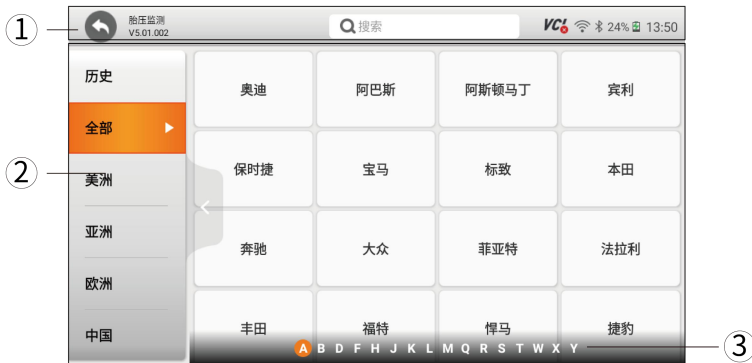 ① 胎压监测
V5.01.002
搜索
VCI 24% 13:50
历史
全部
② 美洲
亚洲
欧洲
中国
奥迪 阿巴斯 阿斯顿马丁 宾利
保时捷 宝马 标致 本田
奔驰 大众 菲亚特 法拉利
丰田 福特 悍马 捷豹
A B D F H J K L M Q R S T W X Y ③